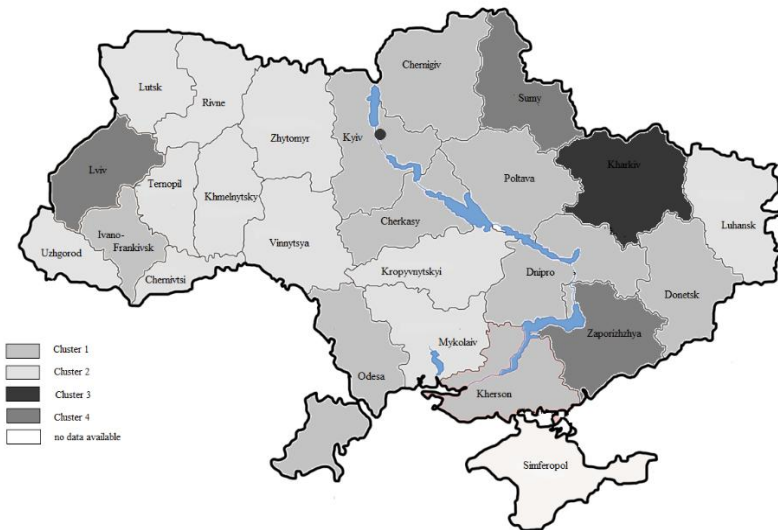 Chernigiv
Sumy
Lutsk
Rivne
Zhytomyr
Kyiv
Kharkiv
Lviv
Ternopil
Khmelnytsky
Poltava
Ivano-
Frankivsk
Cherkasy
Luhansk
Uzhgorod
Vinnytsya
Chernivtsi
Kropyvnytskyi
Dnipro
Donetsk
Zaporizhzhya
Mykolaiv
Odesa
Kherson
Simferopol
Cluster 1
Cluster 2
Cluster 3
Cluster 4
no data available